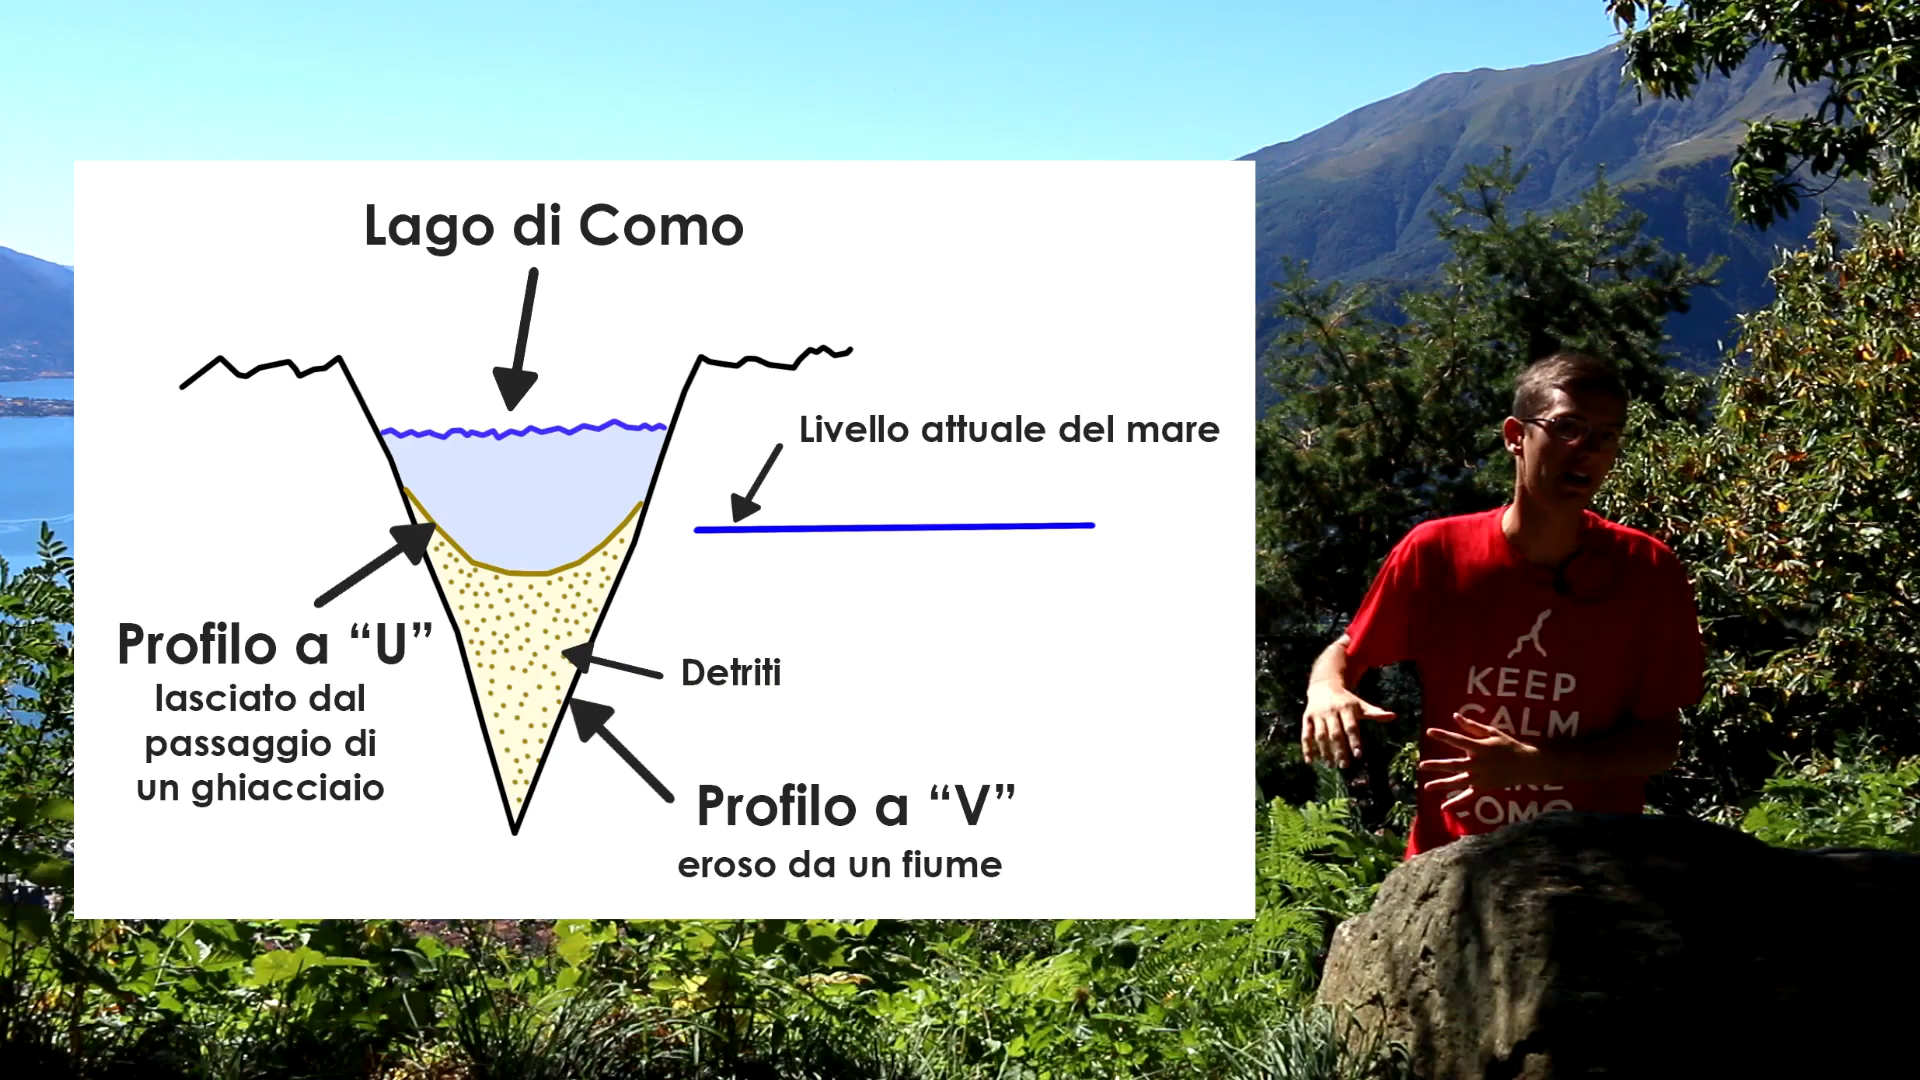 Lago di Como
Livello attuale del mare
Profilo a “U”
lasciato dal
passaggio di
un ghiacciaio
Detriti
Profilo a “V”
eroso da un fiume
KEEP
CALM
COMO